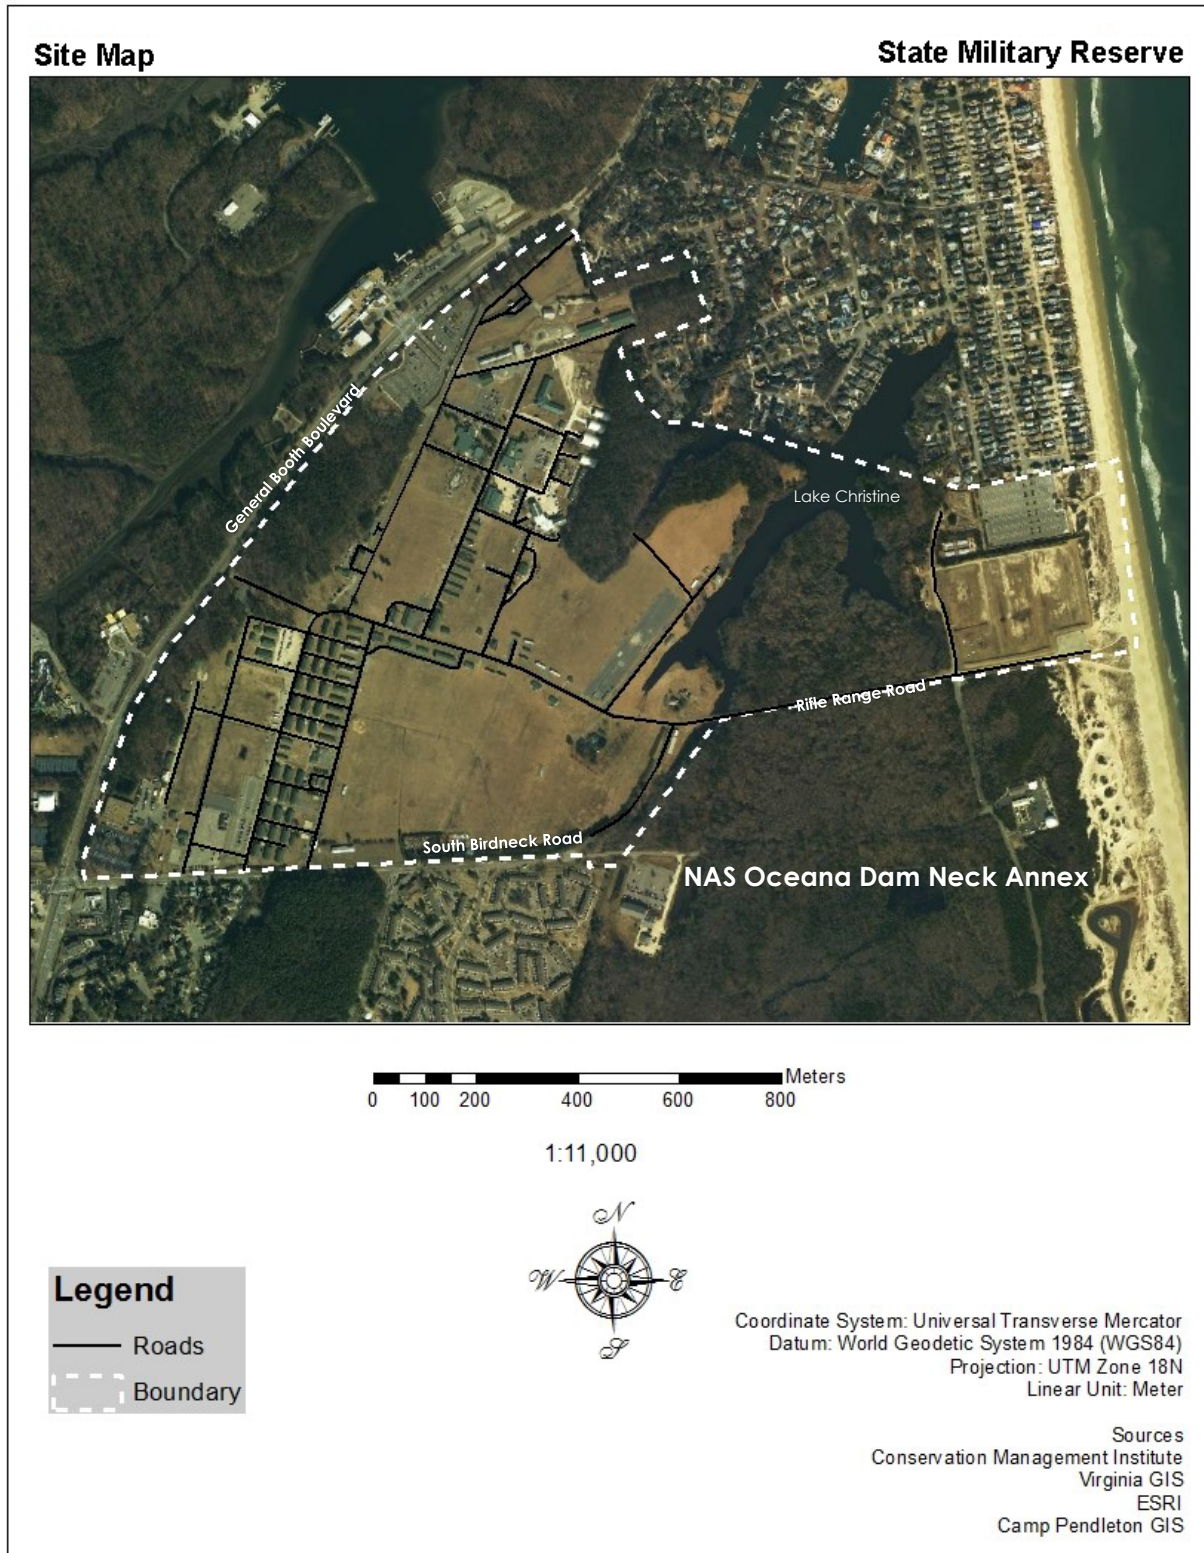 Site Map
State Military Reserve
General Booth Boulevard
Lake Christine
Rifle Range Road
South Birdneck Road
NAS Oceana Dam Neck Annex
Meters
0 100 200 400 600 800
1:11,000
N
W E
S
Legend
Roads
Boundary
Coordinate System: Universal Transverse Mercator
Datum: World Geodetic System 1984 (WGS84)
Projection: UTM Zone 18N
Linear Unit: Meter
Sources
Conservation Management Institute
Virginia GIS
ESRI
Camp Pendleton GIS